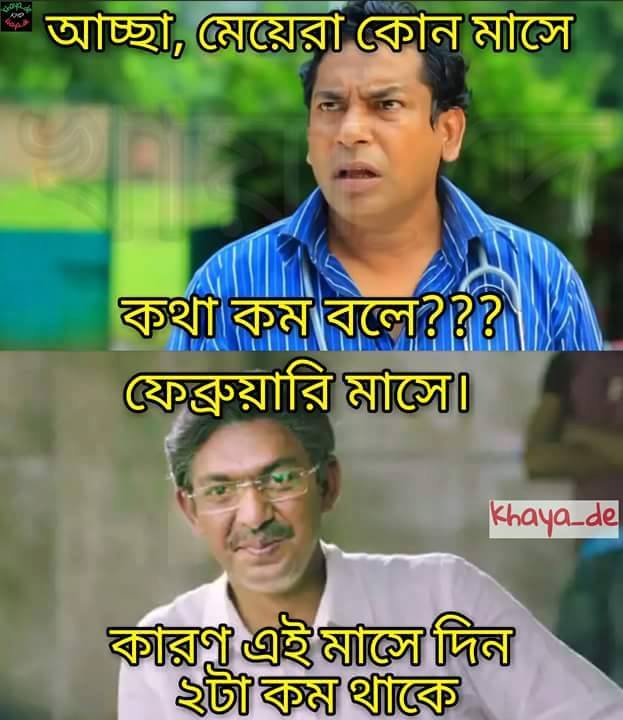 আচ্ছা, মেয়েরা কোন মাসে
কথা কম বলে???
ফেব্রুয়ারি মাসে।
khaya_de
কারণ এই মাসে দিন
২টা কম থাকে